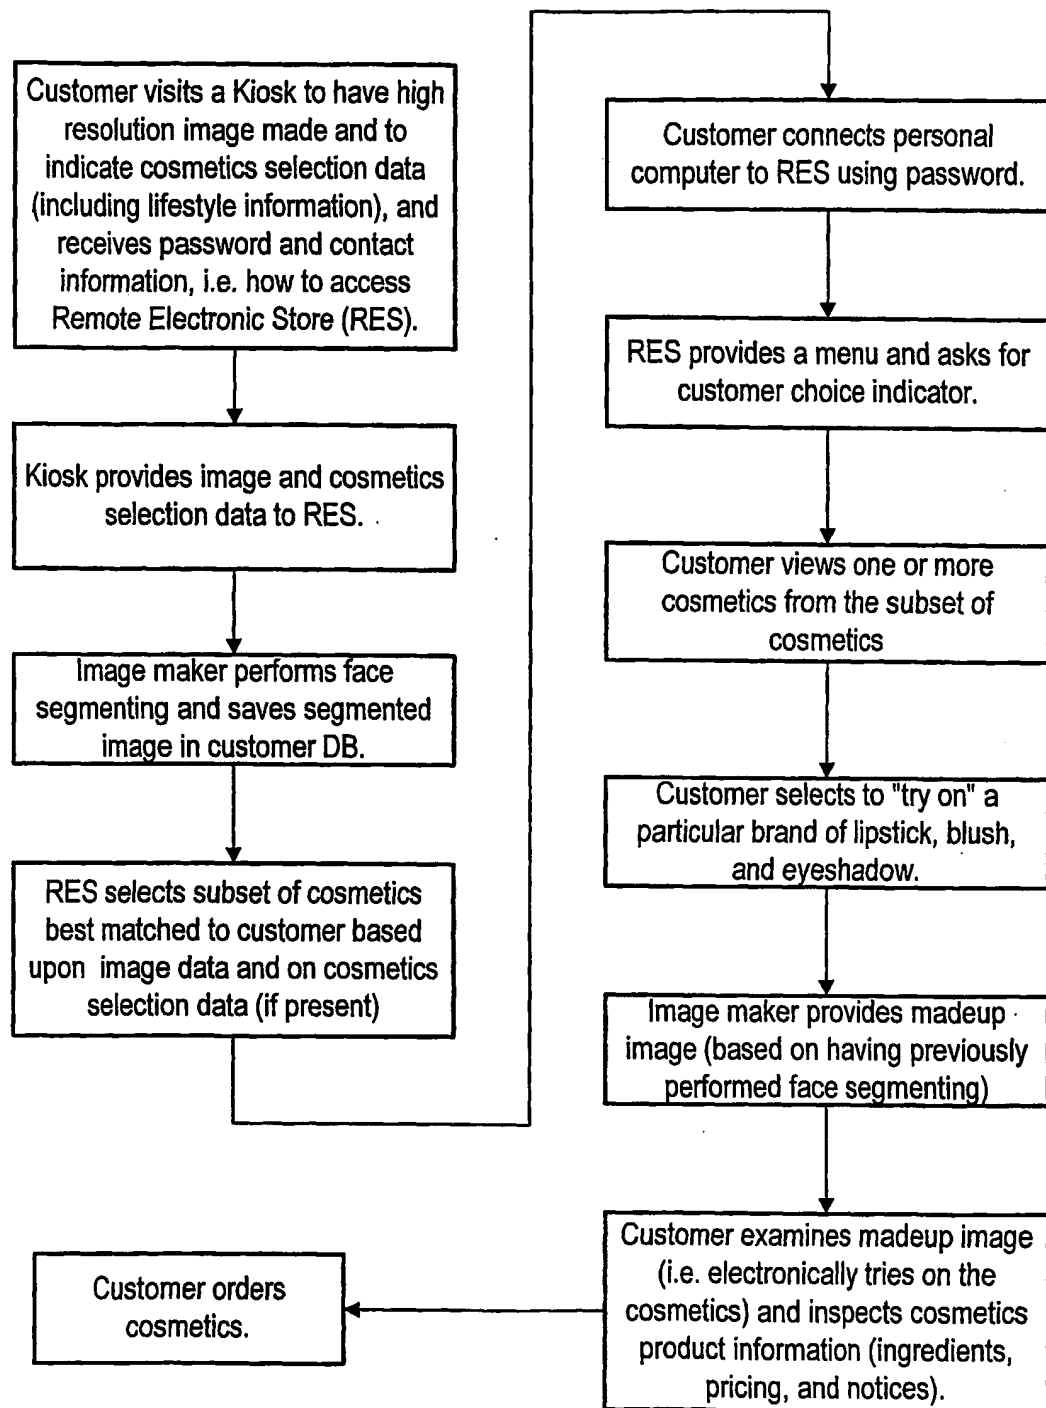 Customer visits a Kiosk to have high
resolution image made and to
indicate cosmetics selection data
(including lifestyle information), and
receives password and contact
information, i.e. how to access
Remote Electronic Store (RES).
Kiosk provides image and cosmetics
selection data to RES.
Image maker performs face
segmenting and saves segmented
image in customer DB.
RES selects subset of cosmetics
best matched to customer based
upon image data and on cosmetics
selection data (if present)
Customer connects personal
computer to RES using password.
RES provides a menu and asks for
customer choice indicator.
Customer views one or more
cosmetics from the subset of
cosmetics
Customer selects to "try on" a
particular brand of lipstick, blush,
and eyeshadow.
Image maker provides madeup
image (based on having previously
performed face segmenting)
Customer examines madeup image
(i.e. electronically tries on the
cosmetics) and inspects cosmetics
product information (ingredients,
pricing, and notices).
Customer orders
cosmetics.